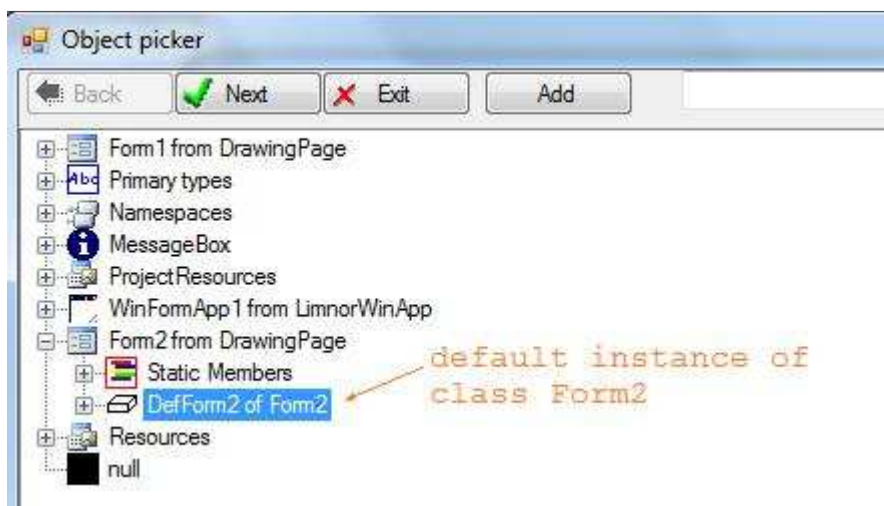 Object picker
Back Next Exit Add
Form1 from DrawingPage
Abc Primary types
Namespaces
MessageBox
ProjectResources
WinFormApp1 from LimnorWinApp
Form2 from DrawingPage
default instance of
class Form2
Static Members
DefForm2 of Form2
Resources
null